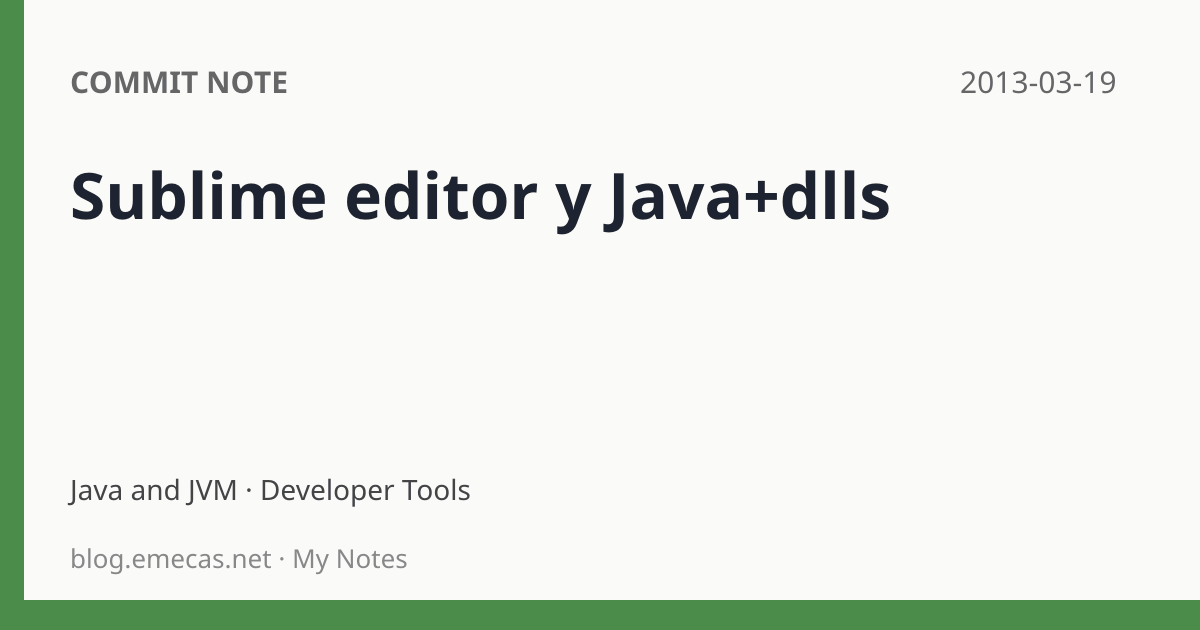 COMMIT NOTE
2013-03-19
Sublime editor y Java+dlls
Java and JVM · Developer Tools
blog.emecas.net · My Notes